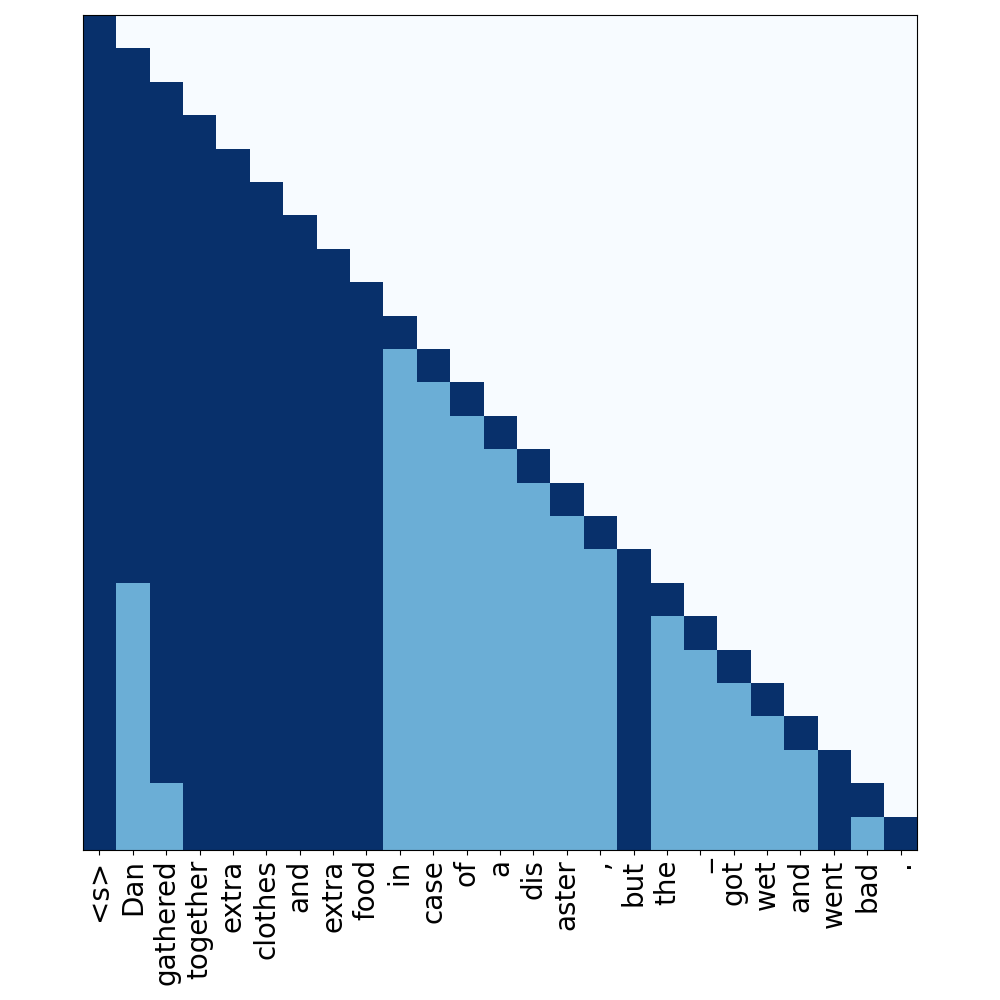 <s>
Dan
gathered
together
extra
clothes
and
extra
food
in
case
of
a
dis
aster
,
but
the
_
got
wet
and
went
bad
.